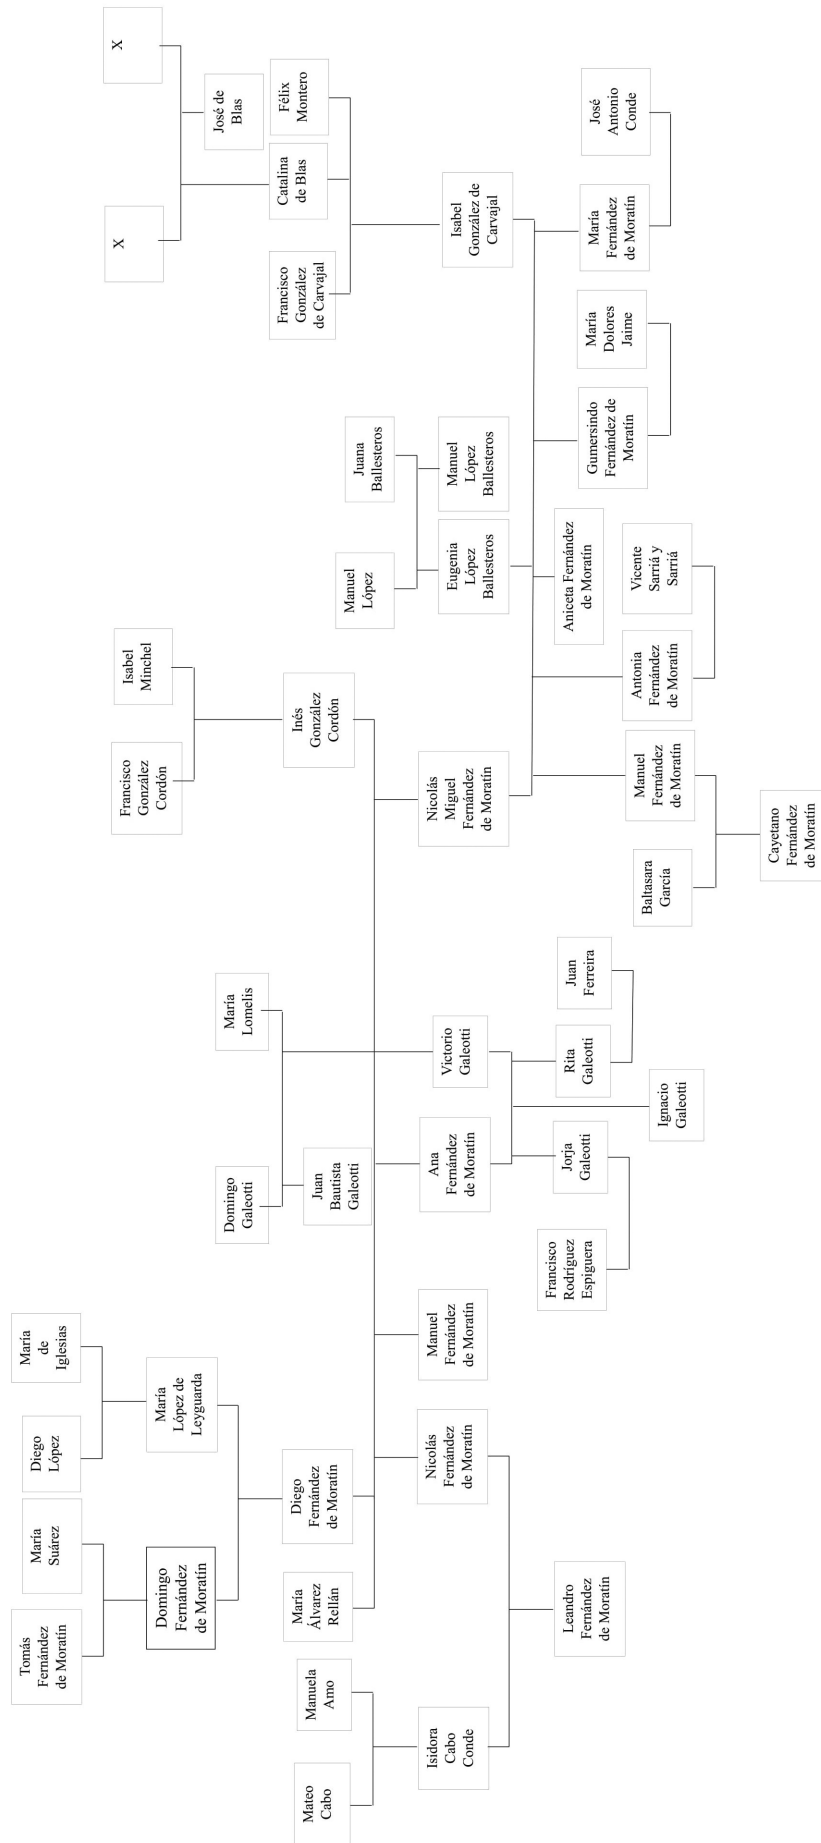 Tomás
Fernández
de Moratín
María
Suárez
Diego
López
María
de
Iglesias
X
X
Domingo
Fernández
de Moratín
María
López de
Leyguarda
Francisco
González
Cordón
Isabel
Minchel
José de
Blas
Domingo
Galeotti
María
Lomelis
Mateo
Cabo
Manuela
Amo
María
Álvarez
Rellán
Diego
Fernández
de Moratín
Juan
Bautista
Galeotti
Inés
González
Cordón
Manuel
López
Juana
Ballesteros
Francisco
González
de Carvajal
Catalina
de Blas
Félix
Montero
Isidora
Cabo
Conde
Nicolás
Fernández
de Moratín
Manuel
Fernández
de Moratín
Ana
Fernández
de Moratín
Victorio
Galeotti
Nicolás
Miguel
Fernández
de Moratín
Eugenia
López
Ballesteros
Manuel
López
Ballesteros
Isabel
González de
Carvajal
Leandro
Fernández
de Moratín
Francisco
Rodríguez
Espiguera
Jorja
Galeotti
Rita
Galeotti
Juan
Ferreira
Ignacio
Galeotti
Baltasara
García
Manuel
Fernández
de Moratín
Antonia
Fernández
de Moratín
Vicente
Sarriá y
Sarriá
Aniceta Fernández
de Moratín
Gumersindo
Fernández de
Moratín
María
Dolores
Jaime
María
Fernández
de Moratín
José
Antonio
Conde
Cayetano
Fernández
de Moratín